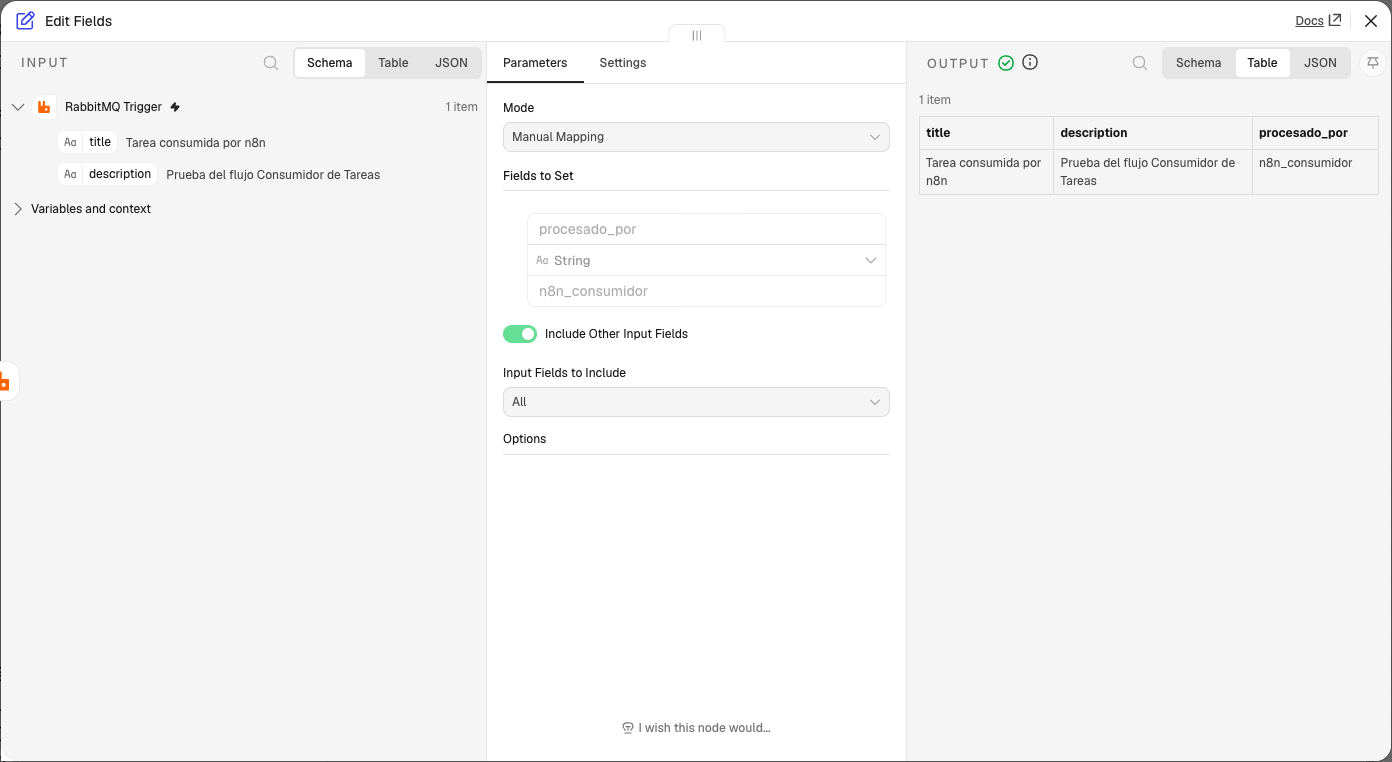 Edit Fields
Docs
INPUT
Schema
Table
JSON
Parameters
Settings
OUTPUT
Schema
Table
JSON
RabbitMQ Trigger
1 item
Aa title Tarea consumida por n8n
Aa description Prueba del flujo Consumidor de Tareas
Variables and context
Mode
Manual Mapping
Fields to Set
procesado_por
Aa String
n8n_consumidor
Include Other Input Fields
Input Fields to Include
All
Options
I wish this node would...
1 item
title description procesado_por
Tarea consumida por
n8n
Prueba del flujo Consumidor de
Tareas
n8n_consumidor